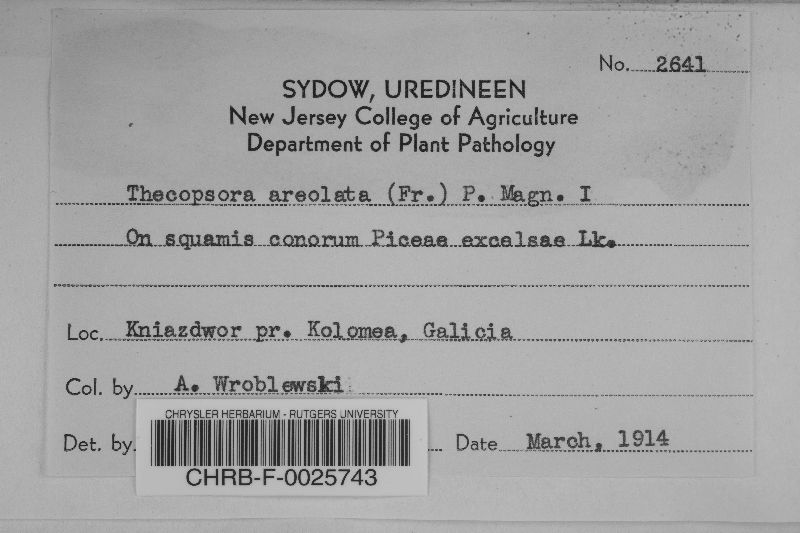 No. 2641
SYDOW, UREDINEEN
New Jersey College of Agriculture
Department of Plant Pathology
Thecopsora areolata (Fr.) P. Magn. I
On squamis conorum Piceae excelsae Lk.
Loc. Kniazdwor pr. Kolomea, Galicia
Col. by A. Wroblewski
CHRYSLER HERBARIUM - RUTGERS UNIVERSITY
Det. by Date March, 1914
CHRB-F-0025743